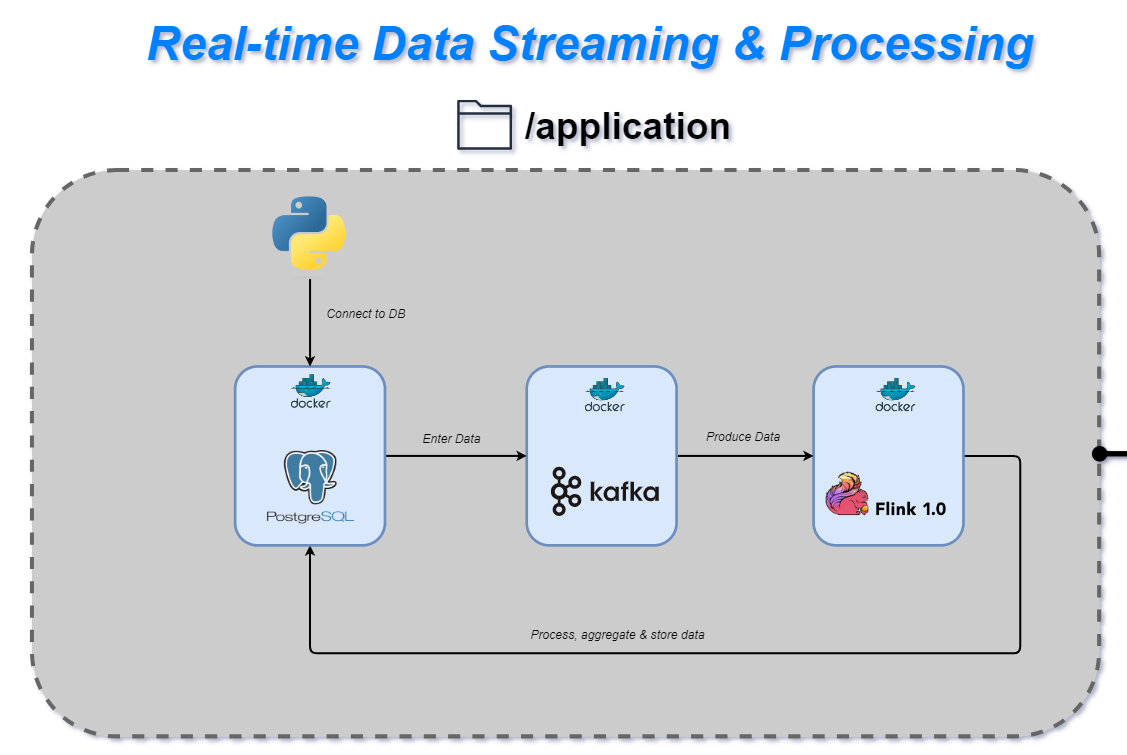 Real-time Data Streaming & Processing
/application
Connect to DB
docker
docker
docker
Enter Data
Produce Data
PostgreSQL
kafka
Flink 1.0
Process, aggregate & store data